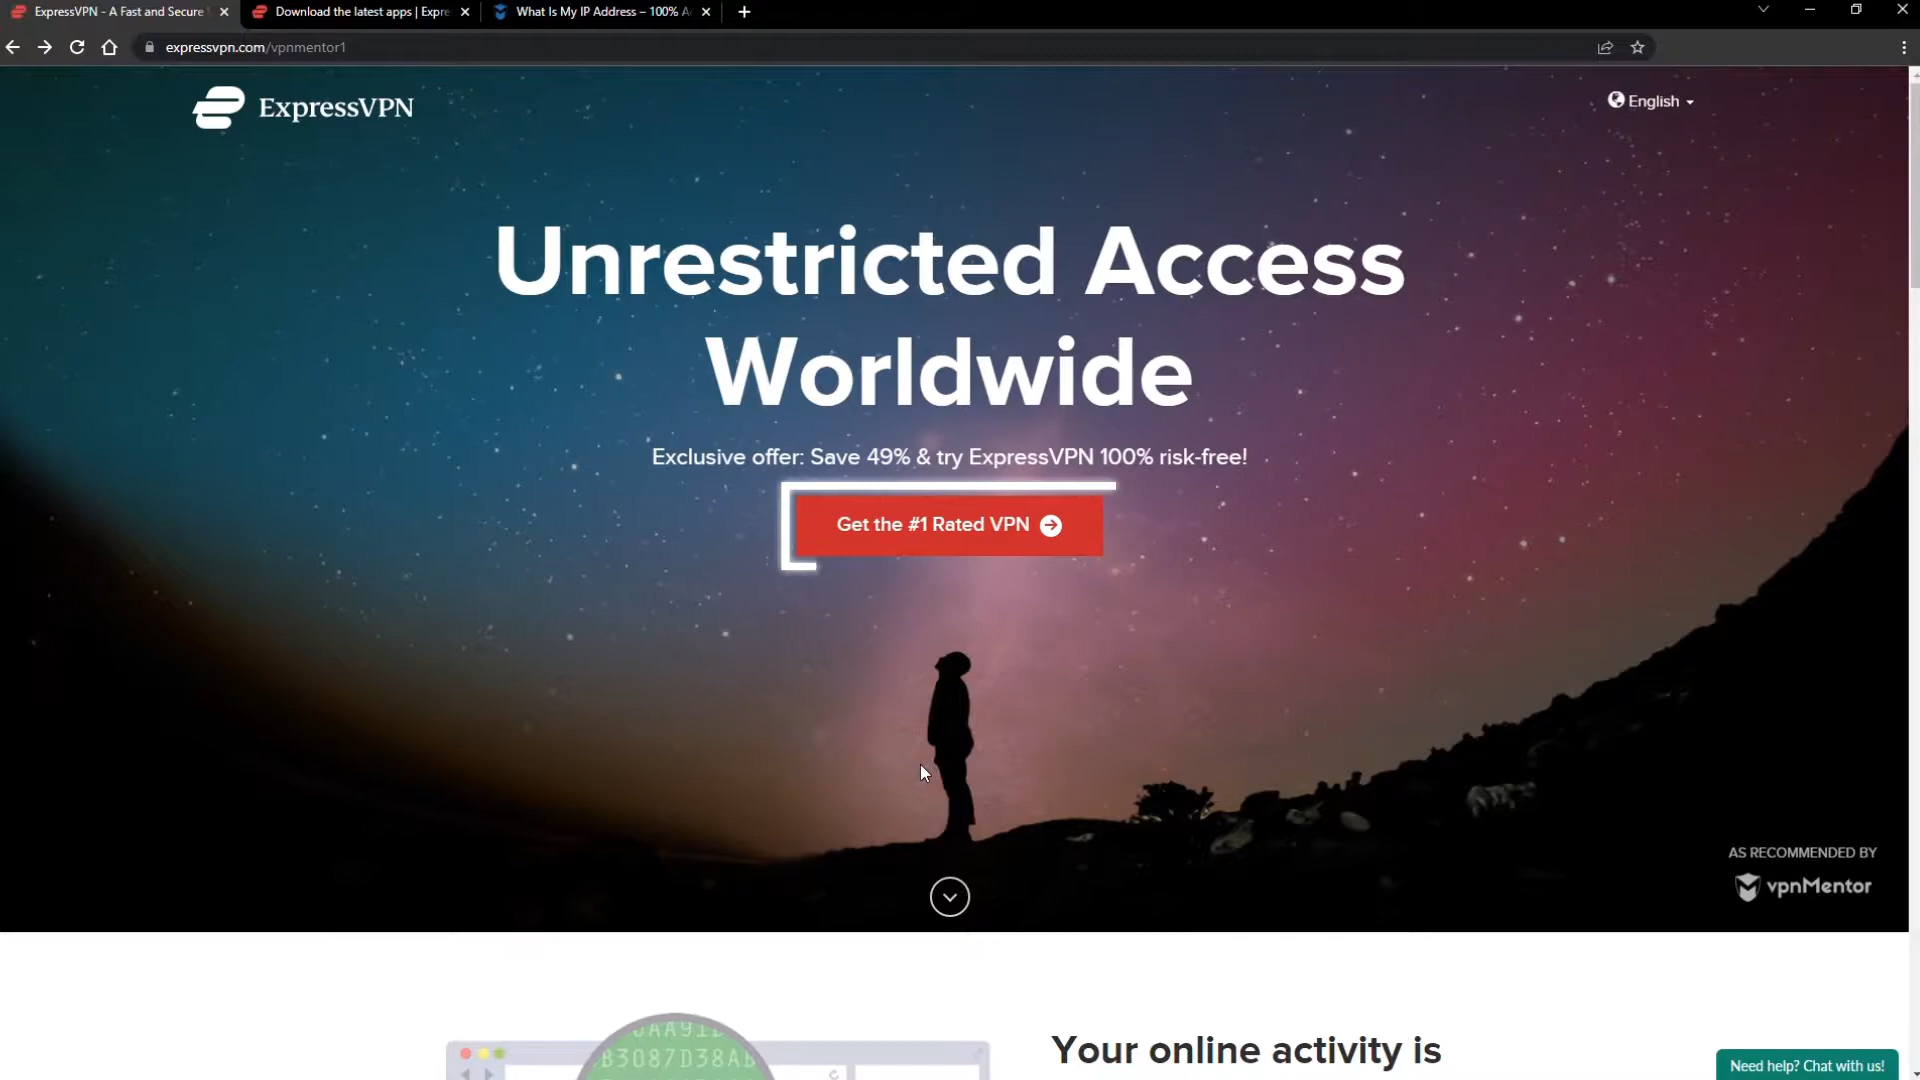 ExpressVPN - A Fast and Secure
Download the latest apps | Expre
What Is My IP Address – 100% A
expressvpn.com/vpnmentor1
ExpressVPN
English
Unrestricted Access
Worldwide
Exclusive offer: Save 49% & try ExpressVPN 100% risk-free!
Get the #1 Rated VPN
AS RECOMMENDED BY
vpnMentor
B3087D38AB
Your online activity is
Need help? Chat with us!